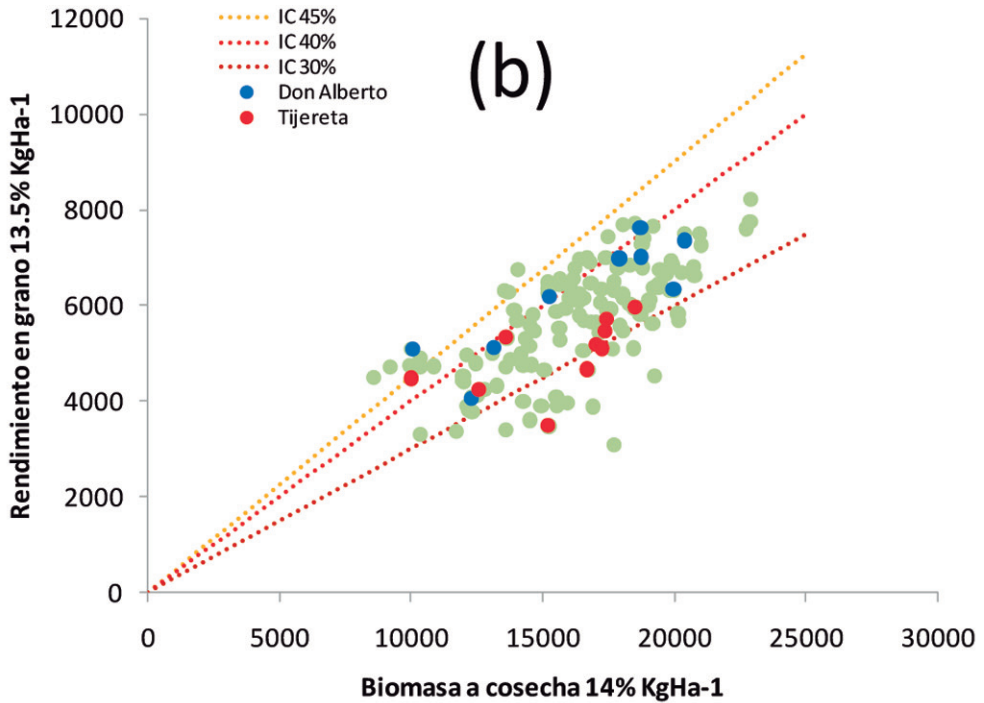 12000
10000
8000
6000
4000
2000
0
Rendimiento en grano 13.5% KgHa-1
IC 45%
IC 40%
IC 30%
Don Alberto
Tijereta
(b)
0 5000 10000 15000 20000 25000 30000
Biomasa a cosecha 14% KgHa-1